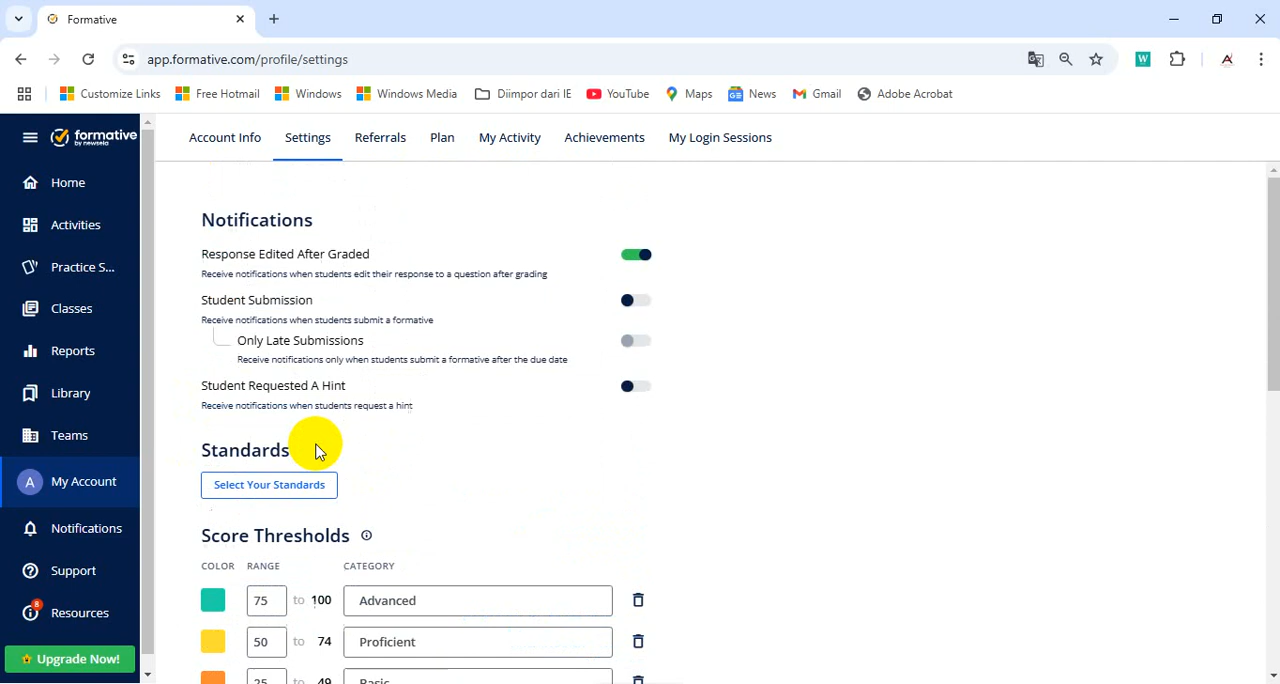 Formative
app.formative.com/profile/settings
Customize Links Free Hotmail Windows Windows Media Diimpor dari IE YouTube Maps News Gmail Adobe Acrobat
formative
by newsela
Account Info Settings Referrals Plan My Activity Achievements My Login Sessions
Home
Activities
Practice S...
Classes
Reports
Library
Teams
A My Account
Notifications
Support
8
Resources
Upgrade Now!
Notifications
Response Edited After Graded
Receive notifications when students edit their response to a question after grading
Student Submission
Receive notifications when students submit a formative
Only Late Submissions
Receive notifications only when students submit a formative after the due date
Student Requested A Hint
Receive notifications when students request a hint
Standards
Select Your Standards
Score Thresholds
COLOR RANGE CATEGORY
75 to 100 Advanced
50 to 74 Proficient
25 to 49 Basic